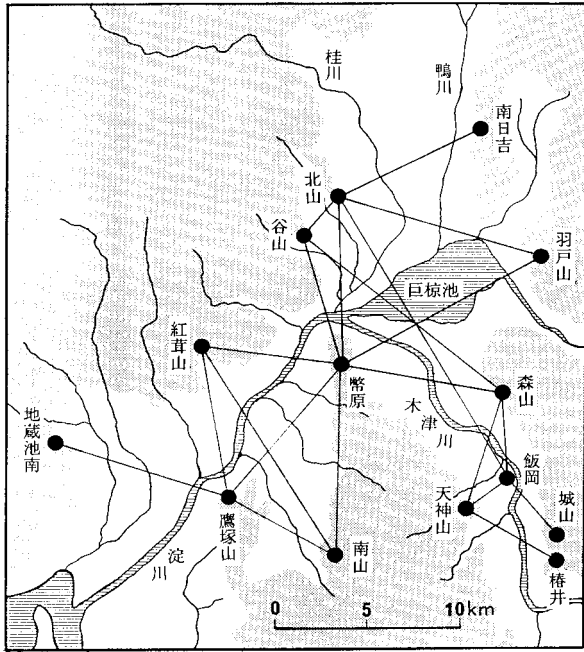 桂川
鴨川
南日吉
北山
谷山
羽戸山
巨椋池
紅茸山
幣原
森山
木津川
地蔵池南
飯岡
天神山
城山
鷹塚山
椿井
南山
淀川
0 5 10km